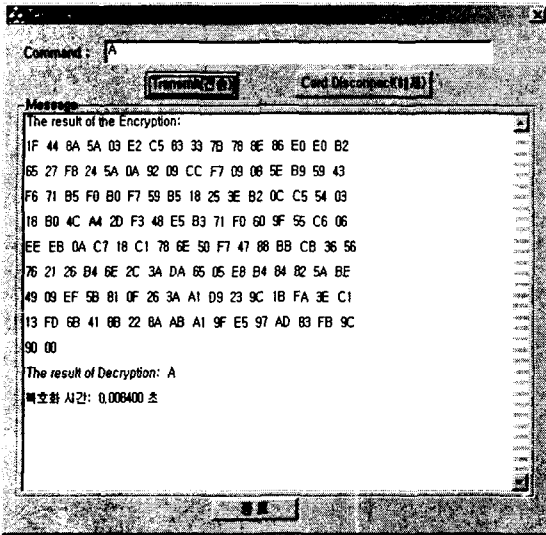 Command : A
Transmit(전송) Card Disconnect(해제)
Message
The result of the Encryption:
1F 44 8A 5A 03 E2 C5 83 33 7B 78 8E 86 E0 E0 B2
65 27 F8 24 5A 0A 92 09 CC F7 09 08 5E B9 59 43
F6 71 B5 F0 B0 F7 59 B5 18 25 3E B2 0C C5 54 03
18 B0 4C A4 2D F3 48 E5 B3 71 F0 60 9F 55 C6 06
EE EB 0A C7 18 C1 78 6E 50 F7 47 88 BB CB 36 56
76 21 26 B4 6E 2C 3A DA 65 05 E8 B4 84 82 5A BE
49 09 EF 5B 81 0F 26 3A A1 D9 23 9C 1B FA 3E C1
13 FD 6B 41 8B 22 8A AB A1 9F E5 97 AD 83 FB 9C
90 00
The result of Decryption: A
복호화 시간: 0.008400 초